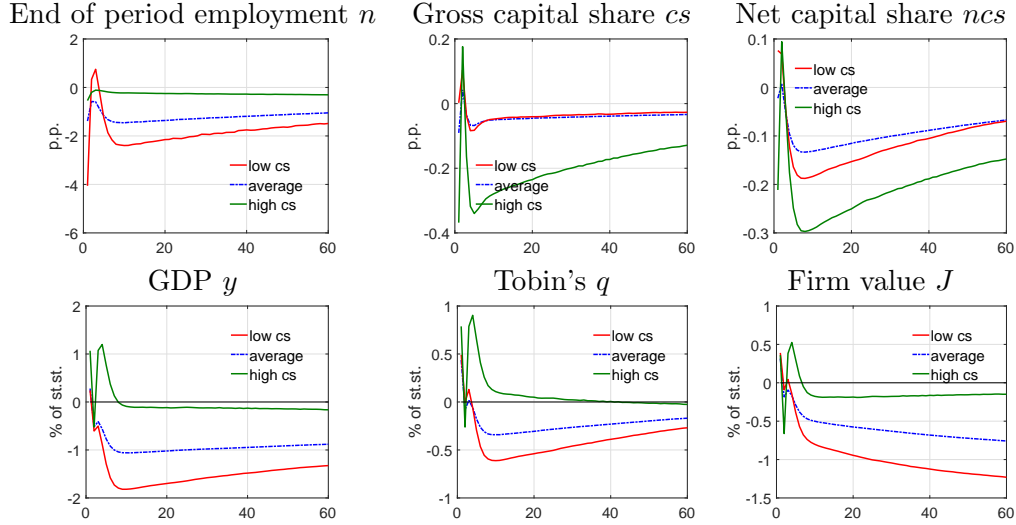 End of period employment n
Gross capital share cs
Net capital share ncs
p.p.
2
0
-2
-4
-6
low cs
average
high cs
0
20
40
60
p.p.
0.2
0
-0.2
-0.4
low cs
average
high cs
0
20
40
60
p.p.
0.1
0
-0.1
-0.2
-0.3
low cs
average
high cs
0
20
40
60
GDP y
Tobin's q
Firm value J
% of st.st.
2
1
0
-1
-2
low cs
average
high cs
0
20
40
60
% of st.st.
1
0.5
0
-0.5
-1
low cs
average
high cs
0
20
40
60
% of st.st.
1
0.5
0
-0.5
-1
-1.5
low cs
average
high cs
0
20
40
60